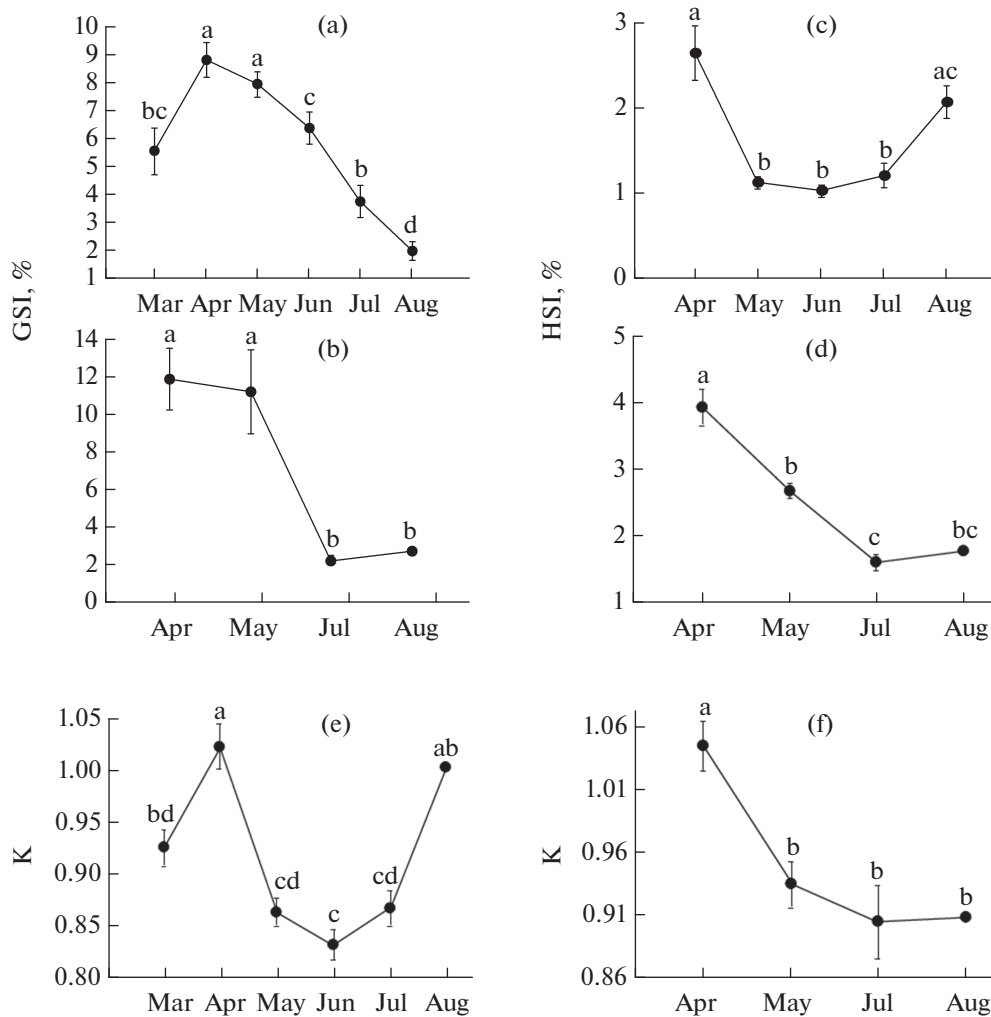 GSI, %
(a)
10
9
8
7
6
5
4
3
2
1
bc
a
a
c
b
d
Mar Apr May Jun Jul Aug
(b)
14
12
10
8
6
4
2
0
a
a
b
b
Apr May Jul Aug
HSI, %
(c)
3
2
1
0
a
b
b
b
ac
Apr May Jun Jul Aug
(d)
5
4
3
2
1
a
b
c
bc
Apr May Jul Aug
K
(e)
1.05
1.00
0.95
0.90
0.85
0.80
bd
a
cd
c
cd
ab
Mar Apr May Jun Jul Aug
K
(f)
1.06
1.01
0.96
0.91
0.86
a
b
b
b
Apr May Jul Aug